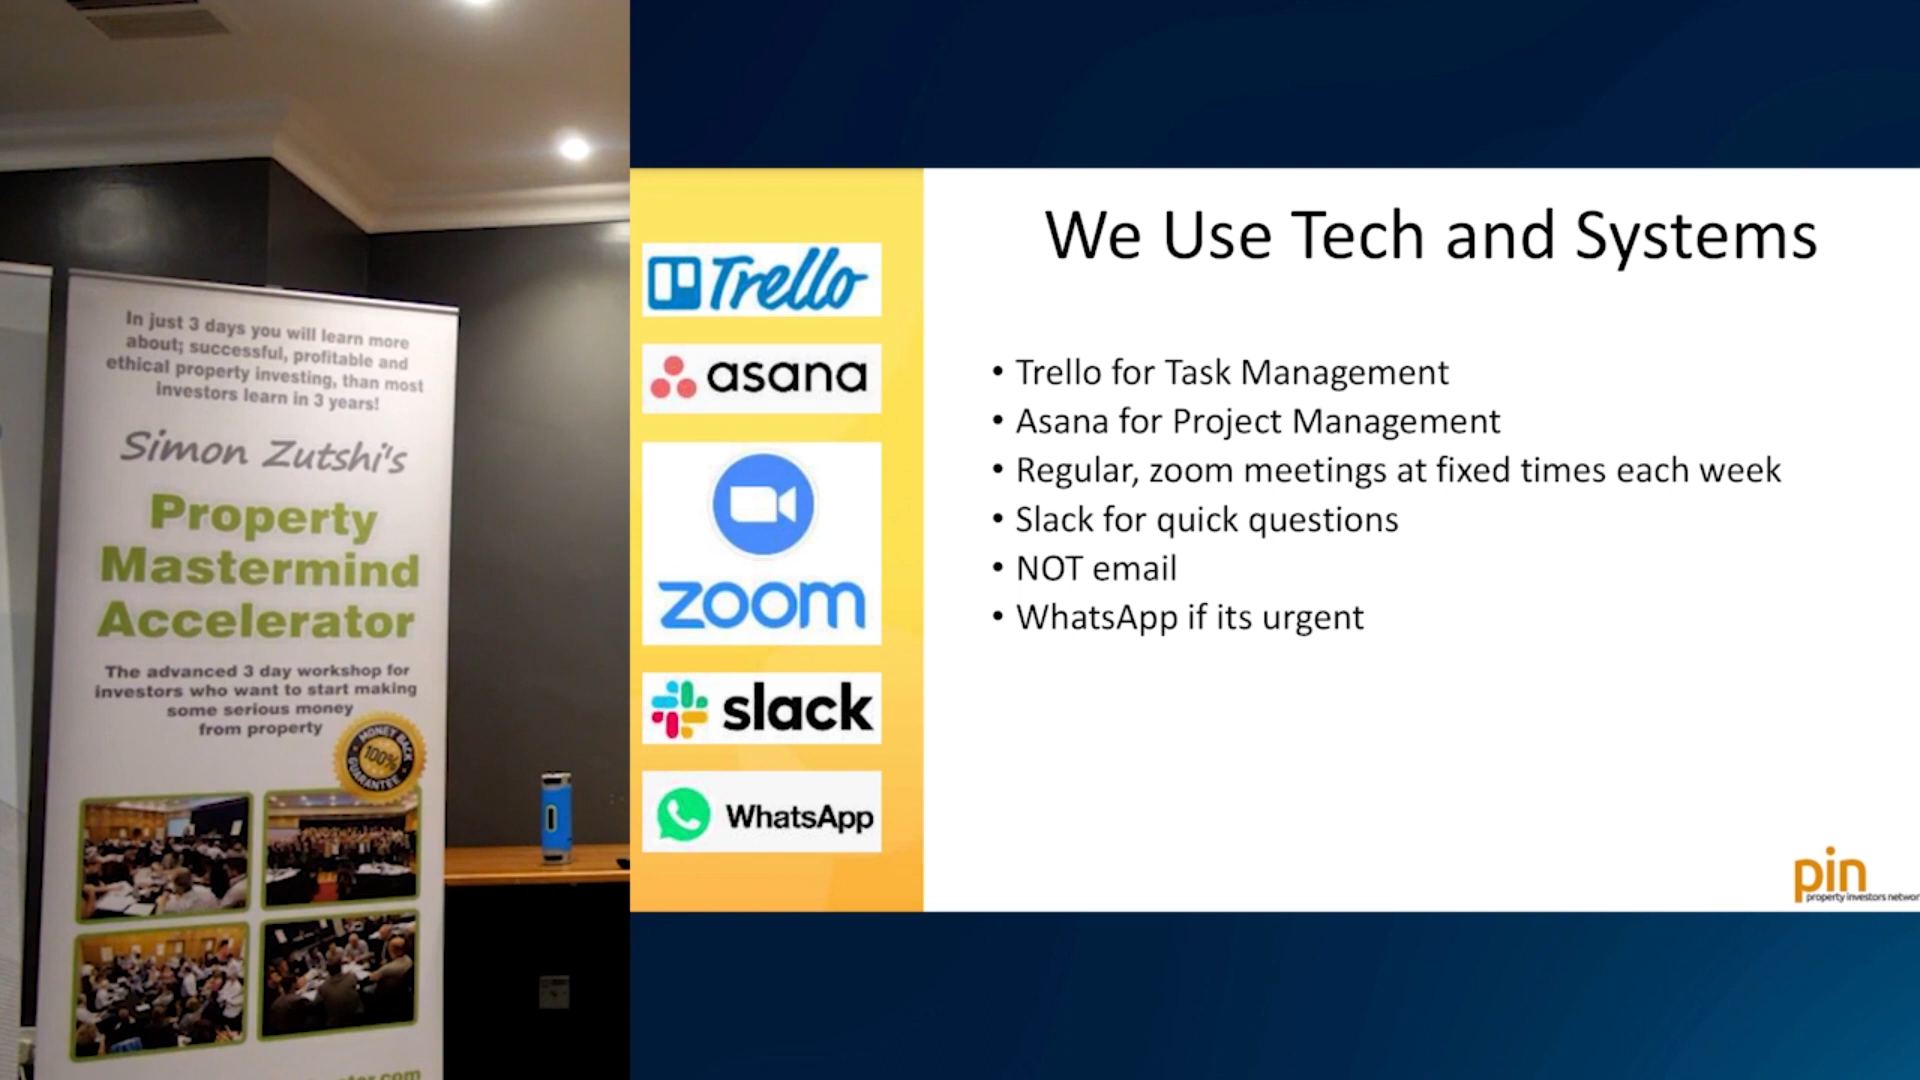 In just 3 days you will learn more
about; successful, profitable and
ethical property investing, than most
investors learn in 3 years!
Simon Zutshi's
Property
Mastermind
Accelerator
The advanced 3 day workshop for
investors who want to start making
some serious money
from property
MONEY BACK
100%
GUARANTEE
Trello
asana
zoom
slack
WhatsApp
We Use Tech and Systems
• Trello for Task Management
• Asana for Project Management
• Regular, zoom meetings at fixed times each week
• Slack for quick questions
• NOT email
• WhatsApp if its urgent
pin
property investors networ